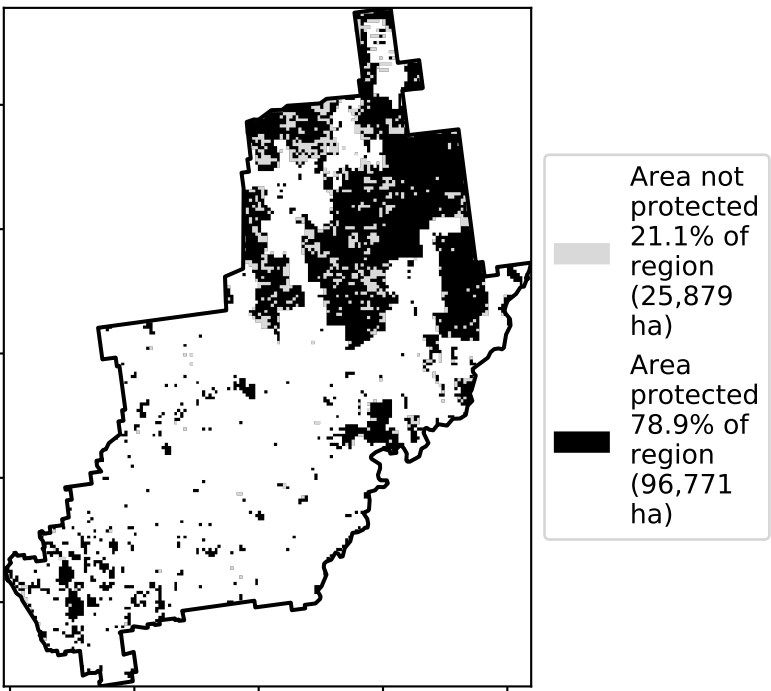 Area not
protected
21.1% of
region
(25,879
ha)
Area
protected
78.9% of
region
(96,771
ha)